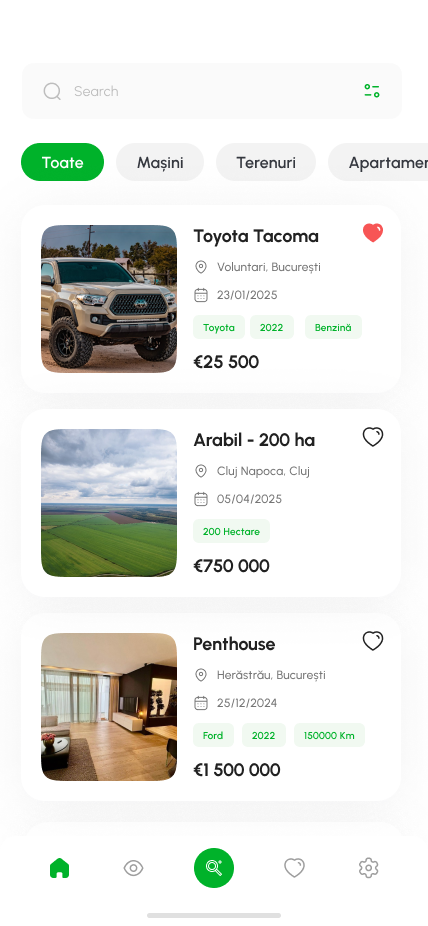 Search
Toate Mașini Terenuri Apartamen
Toyota Tacoma
Voluntari, București
23/01/2025
Toyota 2022 Benzină
€25 500
Arabil - 200 ha
Cluj Napoca, Cluj
05/04/2025
200 Hectare
€750 000
Penthouse
Herăstrău, București
25/12/2024
Ford 2022 150000 Km
€1 500 000